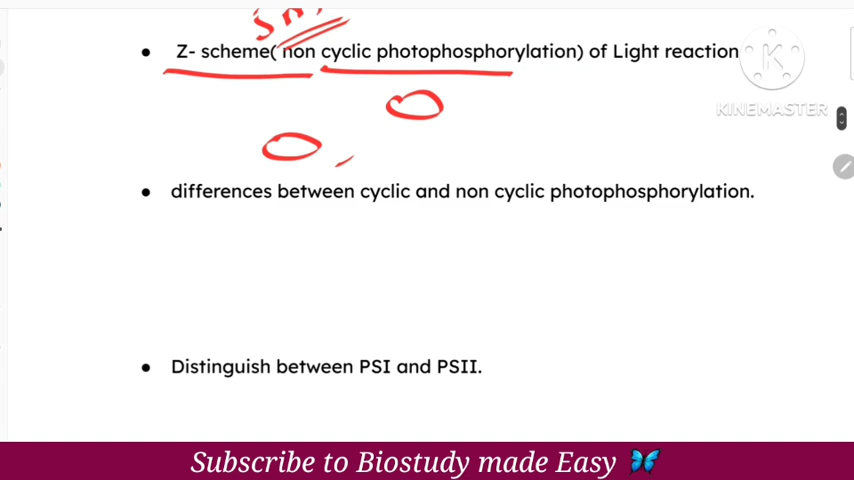 ● Z- scheme( non cyclic photophosphorylation) of Light reaction
KINEMASTER
● differences between cyclic and non cyclic photophosphorylation.
● Distinguish between PSI and PSII.
Subscribe to Biostudy made Easy 🦋